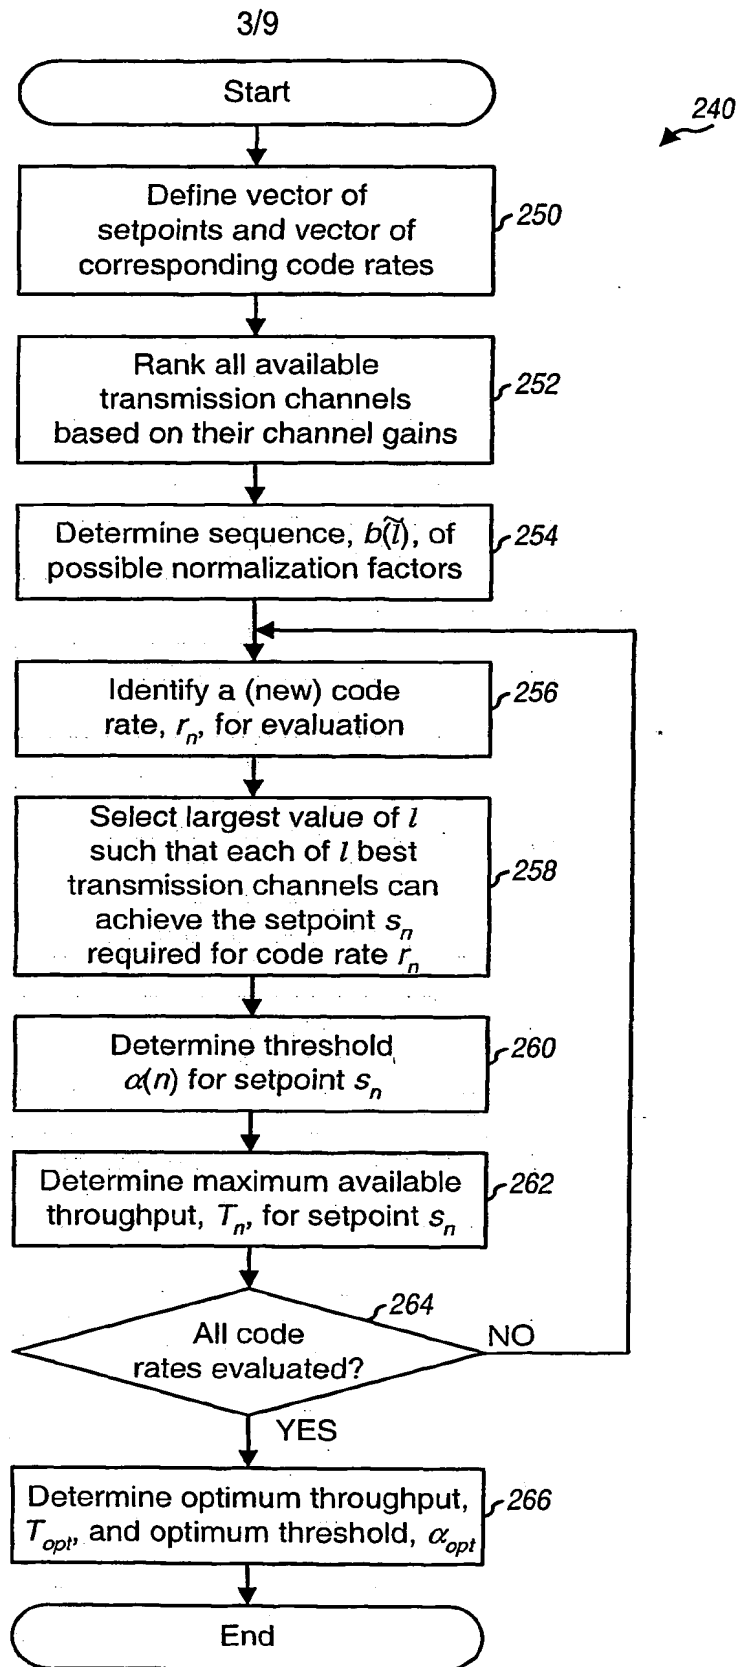 3/9
Start
240
Define vector of
setpoints and vector of
corresponding code rates
250
Rank all available
transmission channels
based on their channel gains
252
Determine sequence, b(l̃), of
possible normalization factors
254
Identify a (new) code
rate, rₙ, for evaluation
256
Select largest value of l
such that each of l best
transmission channels can
achieve the setpoint sₙ
required for code rate rₙ
258
Determine threshold
α(n) for setpoint sₙ
260
Determine maximum available
throughput, Tₙ, for setpoint sₙ
262
264
All code
rates evaluated?
NO
YES
Determine optimum throughput,
T_opt, and optimum threshold, α_opt
266
End